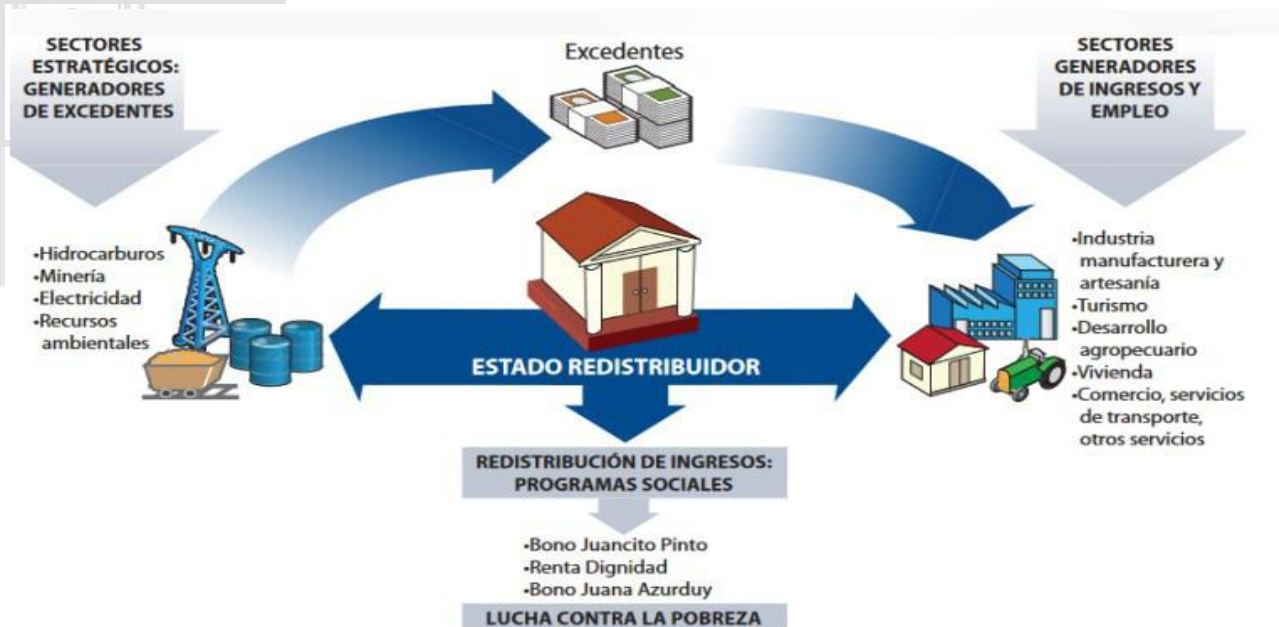 SECTORES
ESTRATÉGICOS:
GENERADORES
DE EXCEDENTES
Excedentes
SECTORES
GENERADORES
DE INGRESOS Y
EMPLEO
•Hidrocarburos
•Minería
•Electricidad
•Recursos
ambientales
•Industria
manufacturera y
artesanía
•Turismo
•Desarrollo
agropecuario
•Vivienda
•Comercio, servicios
de transporte,
otros servicios
ESTADO REDISTRIBUIDOR
REDISTRIBUCIÓN DE INGRESOS:
PROGRAMAS SOCIALES
•Bono Juancito Pinto
•Renta Dignidad
•Bono Juana Azurduy
LUCHA CONTRA LA POBREZA